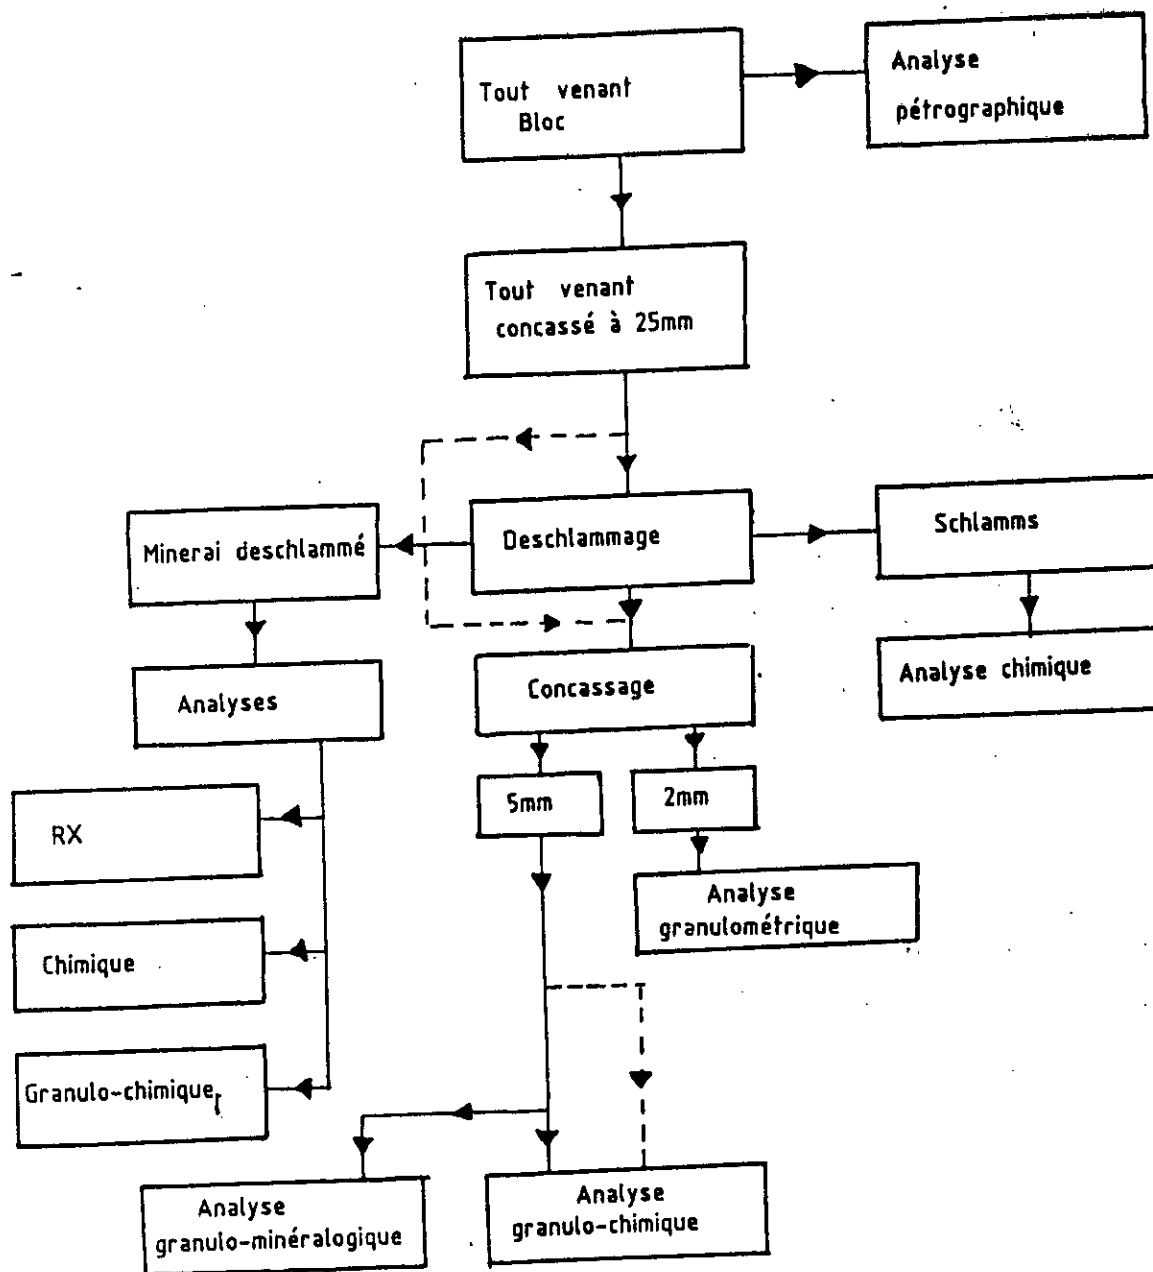 Tout venant
Bloc
Analyse
pétrographique
Tout venant
concassé à 25mm
Minerai deschlammé
Deschlammage
Schlamms
Analyses
Concassage
Analyse chimique
RX
5mm
2mm
Analyse
granulométrique
Chimique
Granulo-chimique
Analyse
granulo-minéralogique
Analyse
granulo-chimique